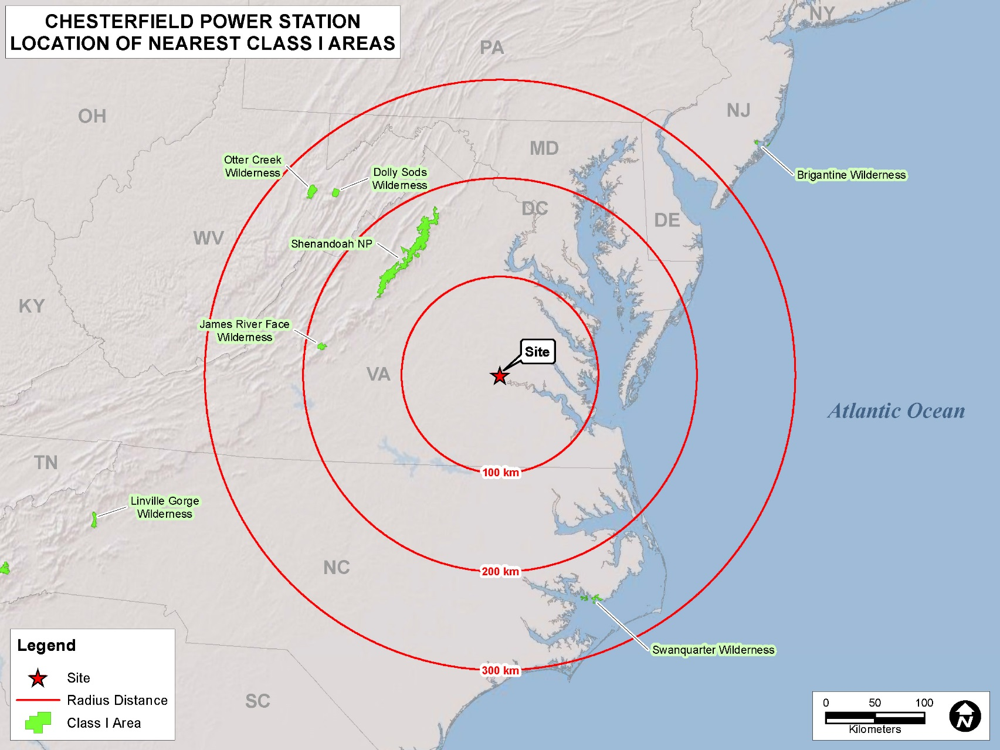 CHESTERFIELD POWER STATION
LOCATION OF NEAREST CLASS I AREAS
NY
PA
OH
NJ
MD
Otter Creek
Wilderness
Dolly Sods
Wilderness
Brigantine Wilderness
DC
DE
WV
Shenandoah NP
KY
James River Face
Wilderness
Site
VA
Atlantic Ocean
TN
100 km
Linville Gorge
Wilderness
NC
200 km
Swanquarter Wilderness
300 km
SC
Legend
Site
Radius Distance
Class I Area
0 50 100
Kilometers
N